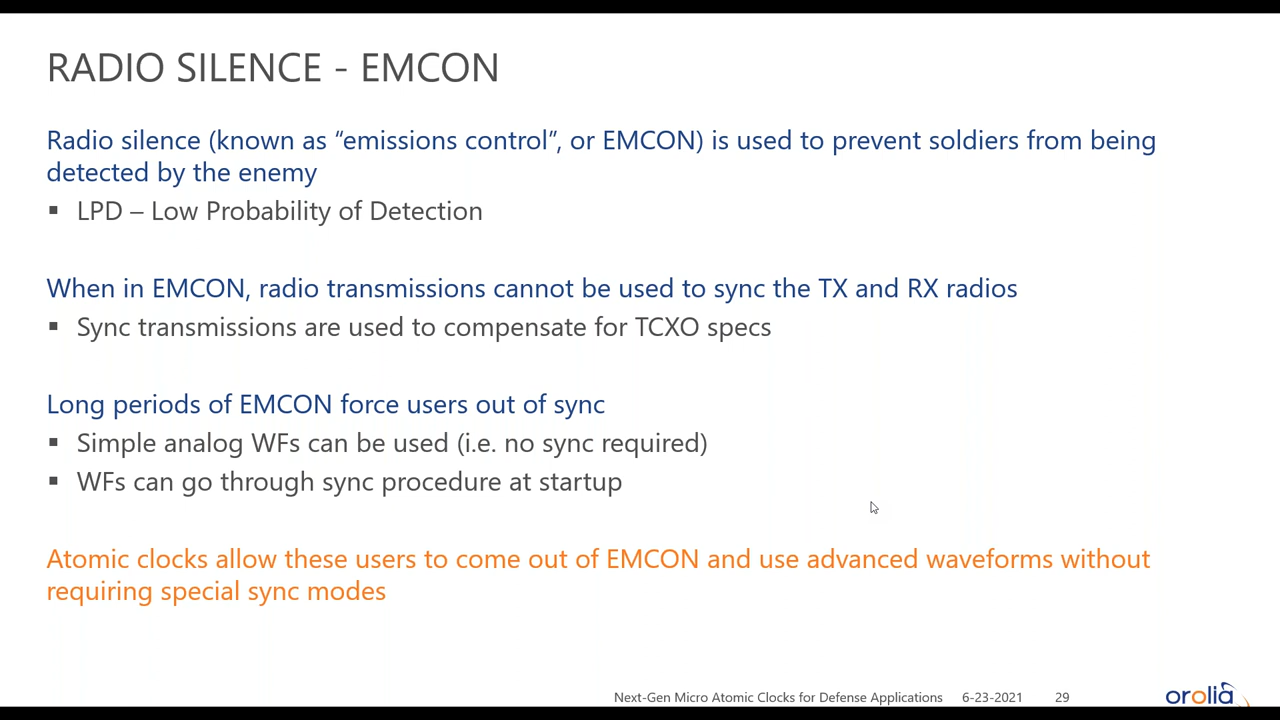 RADIO SILENCE - EMCON
Radio silence (known as “emissions control”, or EMCON) is used to prevent soldiers from being
detected by the enemy
▪ LPD – Low Probability of Detection
When in EMCON, radio transmissions cannot be used to sync the TX and RX radios
▪ Sync transmissions are used to compensate for TCXO specs
Long periods of EMCON force users out of sync
▪ Simple analog WFs can be used (i.e. no sync required)
▪ WFs can go through sync procedure at startup
Atomic clocks allow these users to come out of EMCON and use advanced waveforms without
requiring special sync modes
Next-Gen Micro Atomic Clocks for Defense Applications 6-23-2021 29
orolia